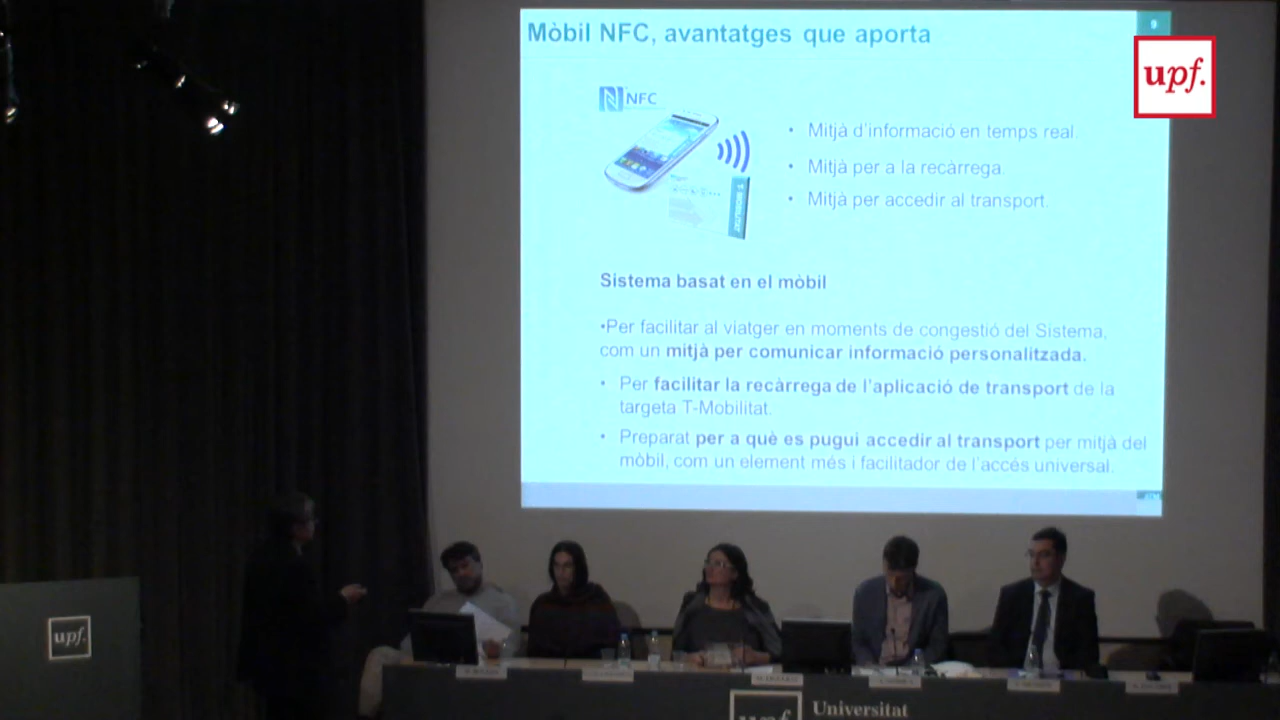 Mòbil NFC, avantatges que aporta
9
upf.
NFC
• Mitjà d'informació en temps real.
• Mitjà per a la recàrrega.
• Mitjà per accedir al transport.
T-MOBILITAT
Sistema basat en el mòbil
•Per facilitar al viatger en moments de congestió del Sistema,
com un mitjà per comunicar informació personalitzada.
• Per facilitar la recàrrega de l'aplicació de transport de la
targeta T-Mobilitat.
• Preparat per a què es pugui accedir al transport per mitjà del
mòbil, com un element més i facilitador de l'accés universal.
upf.
upf.
Universitat